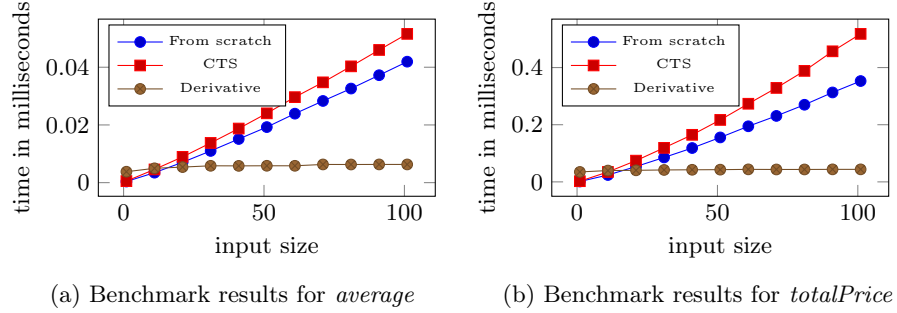 time in milliseconds
0.04
0.02
0
From scratch
CTS
Derivative
0
50
100
input size
(a) Benchmark results for average
time in milliseconds
0.4
0.2
0
From scratch
CTS
Derivative
0
50
100
input size
(b) Benchmark results for totalPrice